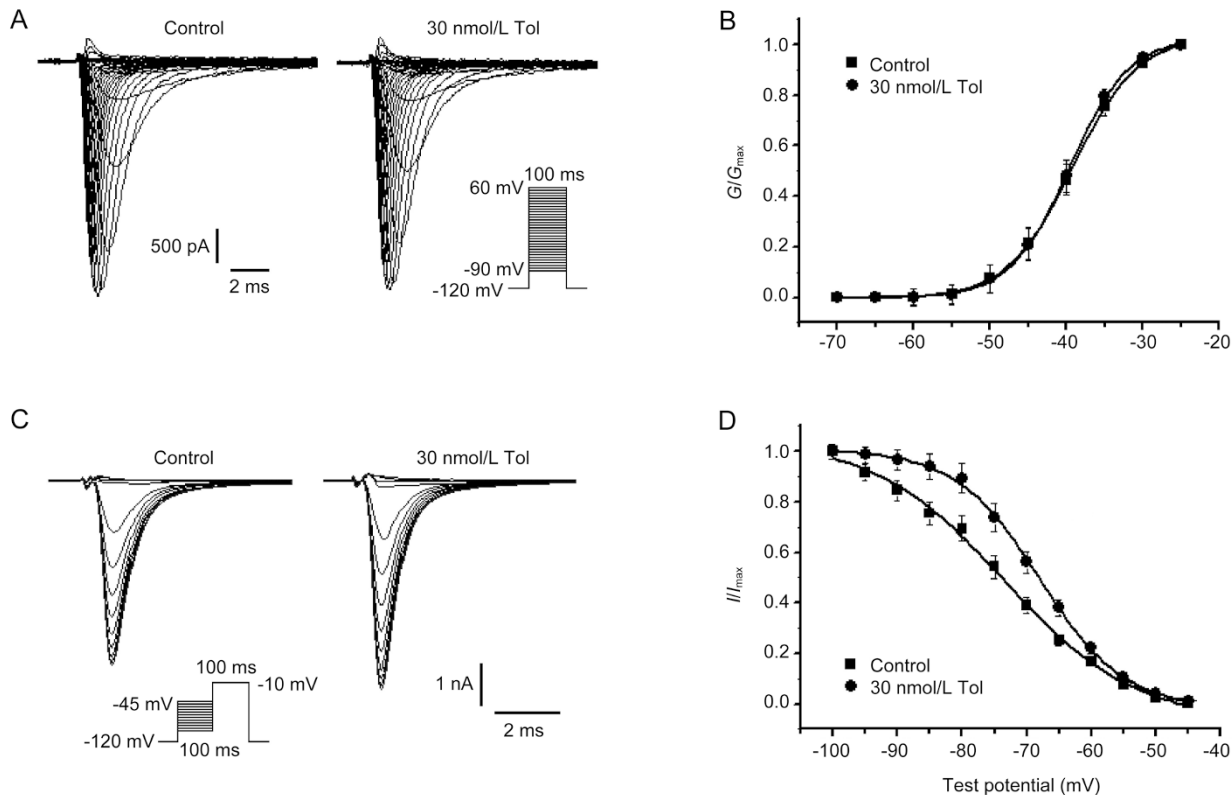 A
Control
30 nmol/L Tol
500 pA
2 ms
100 ms
60 mV
-90 mV
-120 mV
B
Control
30 nmol/L Tol
G/Gmax
1.0
0.8
0.6
0.4
0.2
0.0
-70 -60 -50 -40 -30 -20
C
Control
30 nmol/L Tol
100 ms
-10 mV
-45 mV
-120 mV
100 ms
1 nA
2 ms
D
I/Imax
1.0
0.8
0.6
0.4
0.2
0.0
Control
30 nmol/L Tol
-100 -90 -80 -70 -60 -50 -40
Test potential (mV)